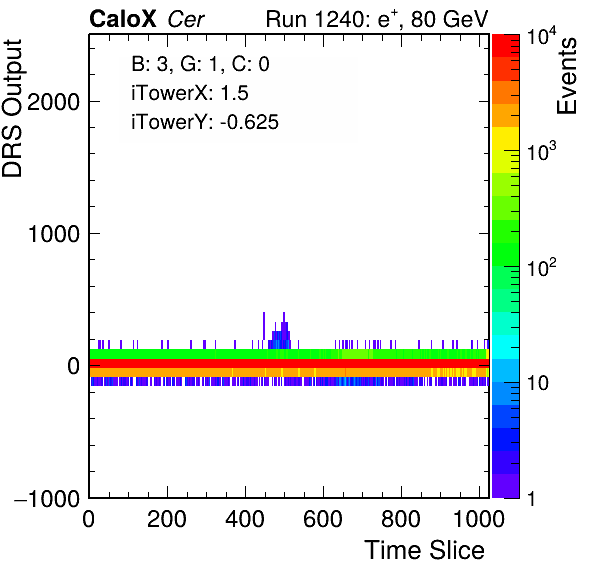 CaloX Cer Run 1240: e⁺, 80 GeV
B: 3, G: 1, C: 0
iTowerX: 1.5
iTowerY: -0.625
DRS Output
2000
1000
0
−1000
0 200 400 600 800 1000
Time Slice
Events
10⁴
10³
10²
10
1